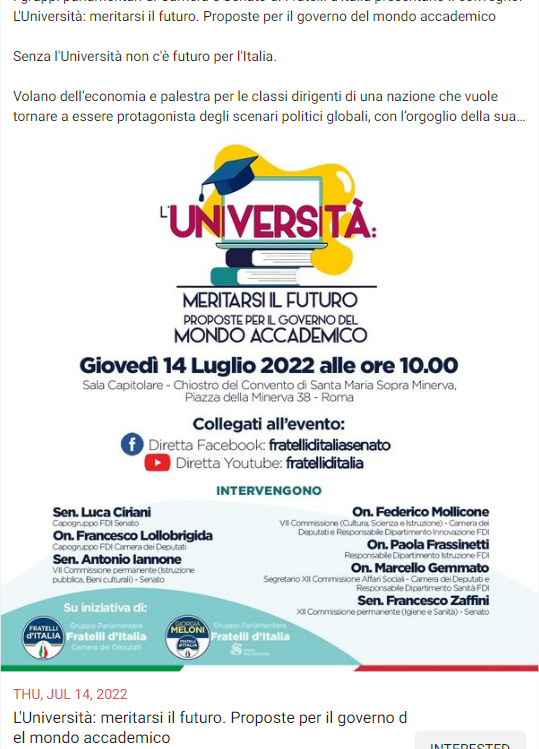 L'Università: meritarsi il futuro. Proposte per il governo del mondo accademico
Senza l'Università non c'è futuro per l'Italia.
Volano dell'economia e palestra per le classi dirigenti di una nazione che vuole
tornare a essere protagonista degli scenari politici globali, con l'orgoglio della sua...
L'UNIVERSITÀ:
MERITARSI IL FUTURO
PROPOSTE PER IL GOVERNO DEL
MONDO ACCADEMICO
Giovedì 14 Luglio 2022 alle ore 10.00
Sala Capitolare - Chiostro del Convento di Santa Maria Sopra Minerva,
Piazza della Minerva 38 - Roma
Collegati all'evento:
Diretta Facebook: fratelliditaliasenato
Diretta Youtube: fratelliditalia
INTERVENGONO
Sen. Luca Ciriani
Capogruppo FDI Senato
On. Francesco Lollobrigida
Capogruppo FDI Camera dei Deputati
Sen. Antonio Iannone
VII Commissione permanente (Istruzione
pubblica, Beni culturali) - Senato
On. Federico Mollicone
VII Commissione (Cultura, Scienza e Istruzione) - Camera dei
Deputati e Responsabile Dipartimento Innovazione FDI
On. Paola Frassinetti
Responsabile Dipartimento Istruzione FDI
On. Marcello Gemmato
Segretario XII Commissione Affari Sociali - Camera dei Deputati e
Responsabile Dipartimento Sanità FDI
Sen. Francesco Zaffini
XII Commissione permanente (Igiene e Sanità) - Senato
Su iniziativa di:
FRATELLI
d'ITALIA
Gruppo Parlamentare
Fratelli d'Italia
Camera dei Deputati
GIORGIA
MELONI
Gruppo Parlamentare
Fratelli d'Italia
THU, JUL 14, 2022
L'Università: meritarsi il futuro. Proposte per il governo d
el mondo accademico
INTERESTED